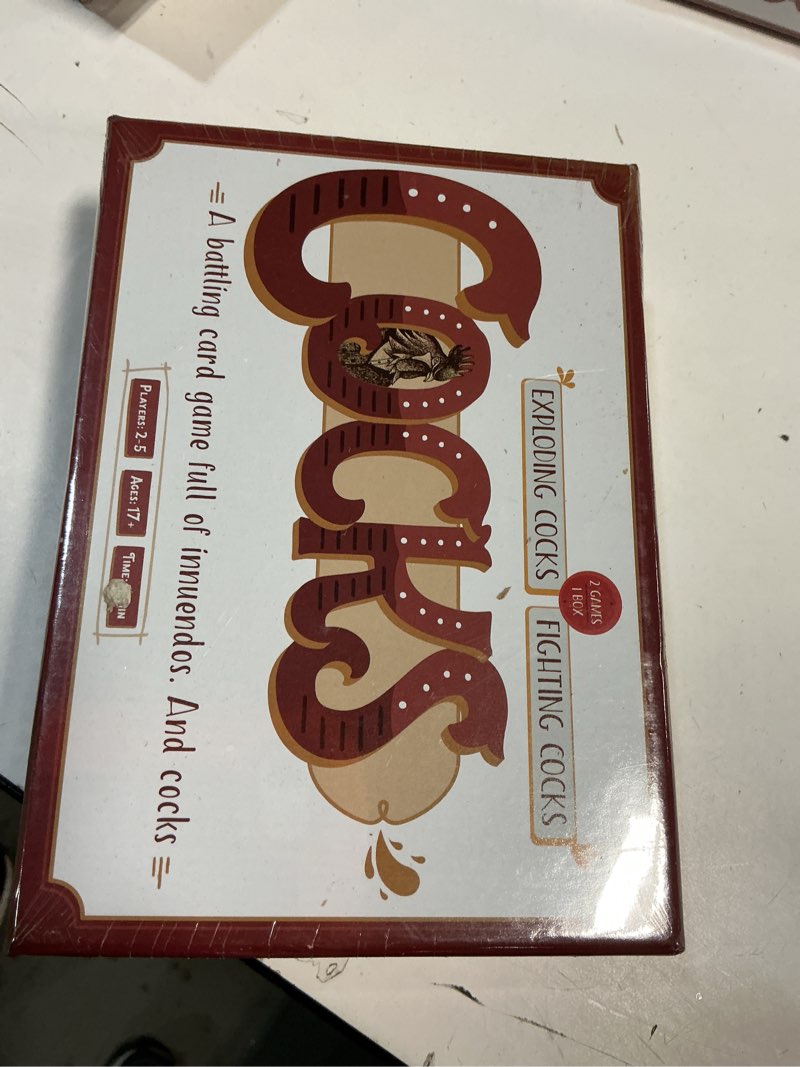 2 GAMES
1 BOX
EXPLODING COCKS FIGHTING COCKS
COCKS
A battling card game full of innuendos. And cocks
PLAYERS: 2-5 AGES: 17+ TIME: